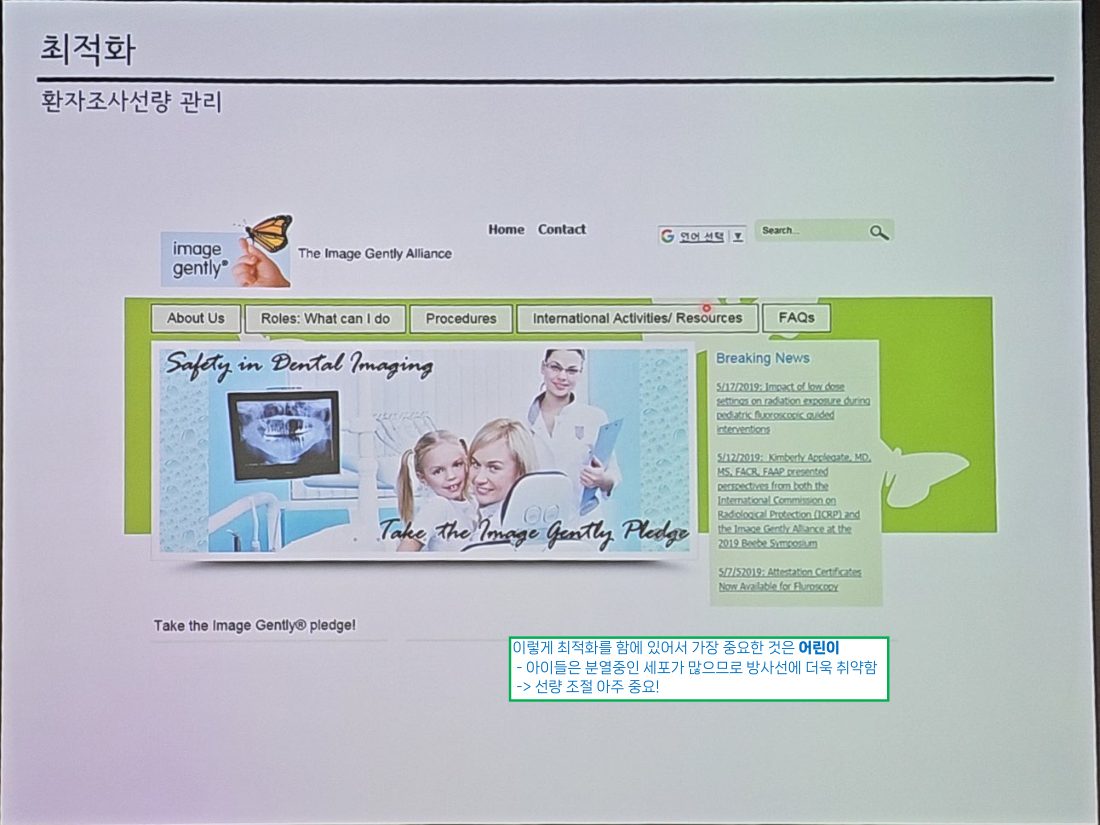 최적화
환자조사선량 관리
image
gently®
The Image Gently Alliance
Home Contact
G 언어 선택 ▼
Search...
About Us
Roles: What can I do
Procedures
International Activities/ Resources
FAQs
Safety in Dental Imaging
Take the Image Gently Pledge
Breaking News
5/17/2019: Impact of low dose
settings on radiation exposure during
pediatric fluoroscopic guided
interventions
5/12/2019: Kimberly Applegate, MD,
MS, FACR, FAAP presented
perspectives from both the
International Commission on
Radiological Protection (ICRP) and
the Image Gently Alliance at the
2019 Beebe Symposium
5/7/52019: Attestation Certificates
Now Available for Fluroscopy
Take the Image Gently® pledge!
이렇게 최적화를 함에 있어서 가장 중요한 것은 어린이
- 아이들은 분열중인 세포가 많으므로 방사선에 더욱 취약함
-> 선량 조절 아주 중요!